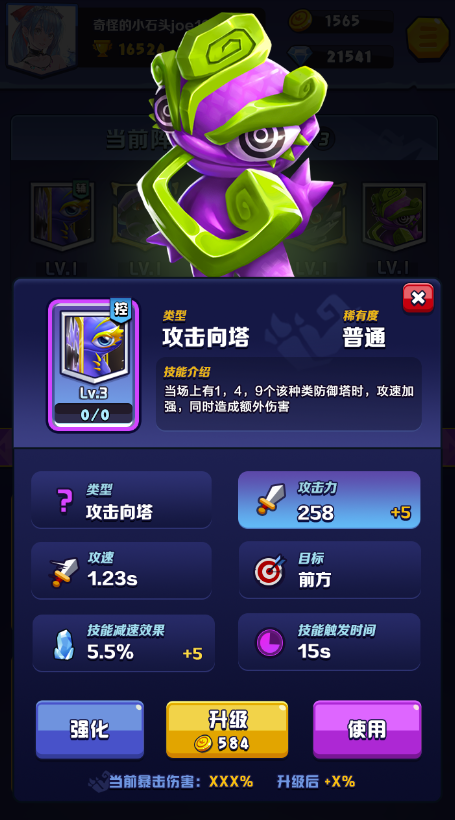 奇怪的小石头joe1
1565
16524
21541
当前阵
3
LV.1
LV.1
LV.1
LV.1
控
Lv.3
0/0
类型
攻击向塔
稀有度
普通
技能介绍
当场上有1，4，9个该种类防御塔时，攻速加
强，同时造成额外伤害
?
类型
攻击向塔
攻击力
258
+5
攻速
1.23s
目标
前方
技能减速效果
5.5%
+5
技能触发时间
15s
强化
升级
584
使用
当前暴击伤害：XXX%
升级后 +X%